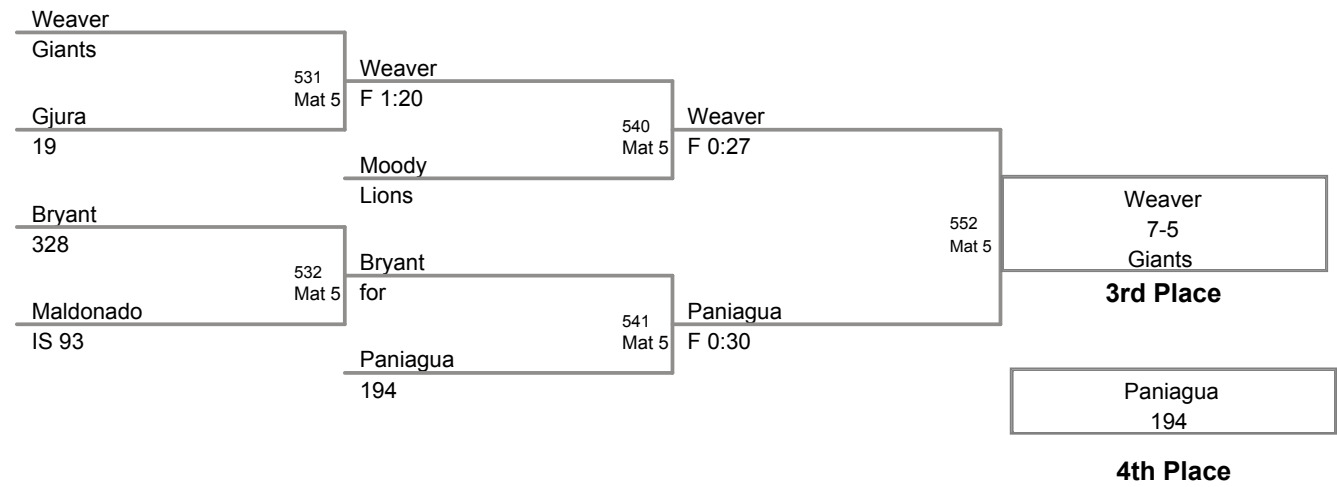 Weaver
Giants
531
Mat 5
Gjura
19
Weaver
F 1:20
540
Mat 5
Moody
Lions
Weaver
F 0:27
Bryant
328
532
Mat 5
Maldonado
IS 93
Bryant
for
541
Mat 5
Paniagua
194
Paniagua
F 0:30
552
Mat 5
Weaver
7-5
Giants
3rd Place
Paniagua
194
4th Place